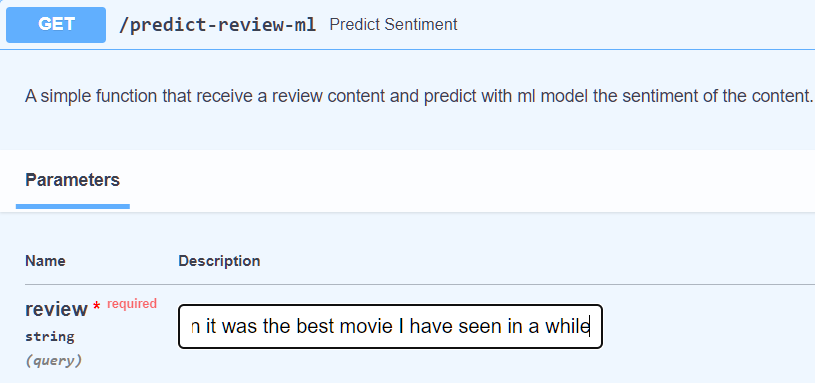 GET /predict-review-ml Predict Sentiment
A simple function that receive a review content and predict with ml model the sentiment of the content.
Parameters
Name Description
review * required
string
(query)
it was the best movie I have seen in a while